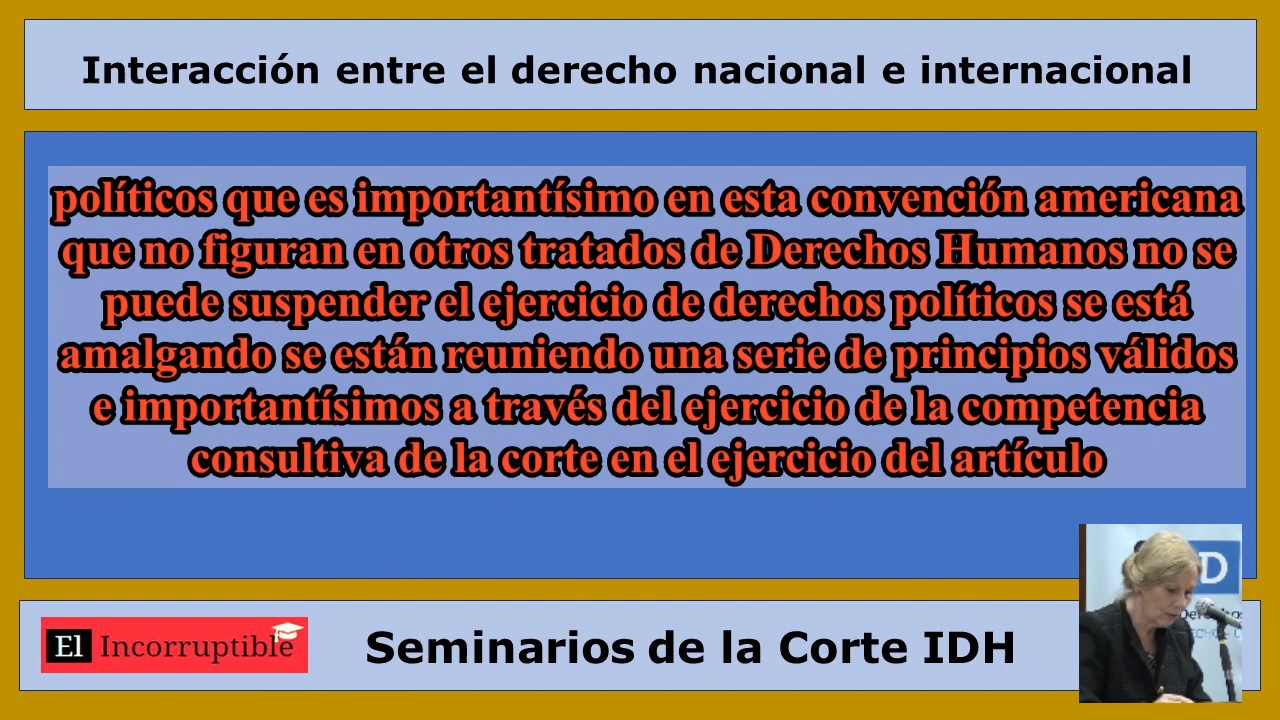 Interacción entre el derecho nacional e internacional
políticos que es importantísimo en esta convención americana
que no figuran en otros tratados de Derechos Humanos no se
puede suspender el ejercicio de derechos políticos se está
amalgando se están reuniendo una serie de principios válidos
e importantísimos a través del ejercicio de la competencia
consultiva de la corte en el ejercicio del artículo
D
El Incorruptible
Seminarios de la Corte IDH